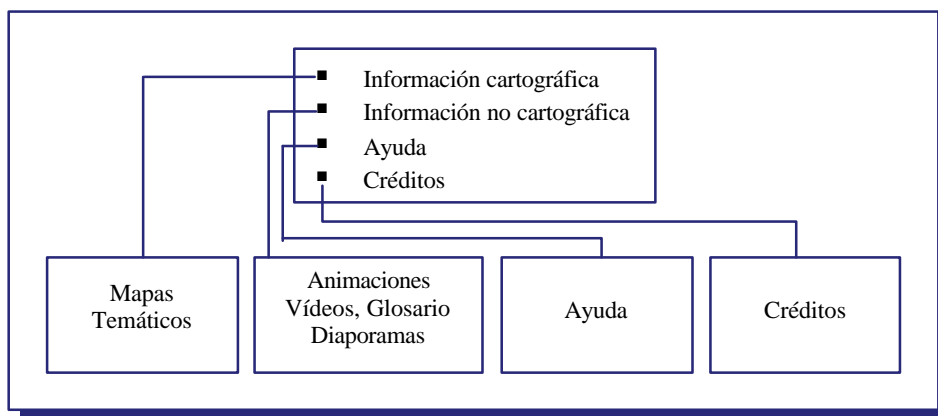 Información cartográfica
Información no cartográfica
Ayuda
Créditos
Mapas
Temáticos
Animaciones
Vídeos, Glosario
Diaporamas
Ayuda
Créditos